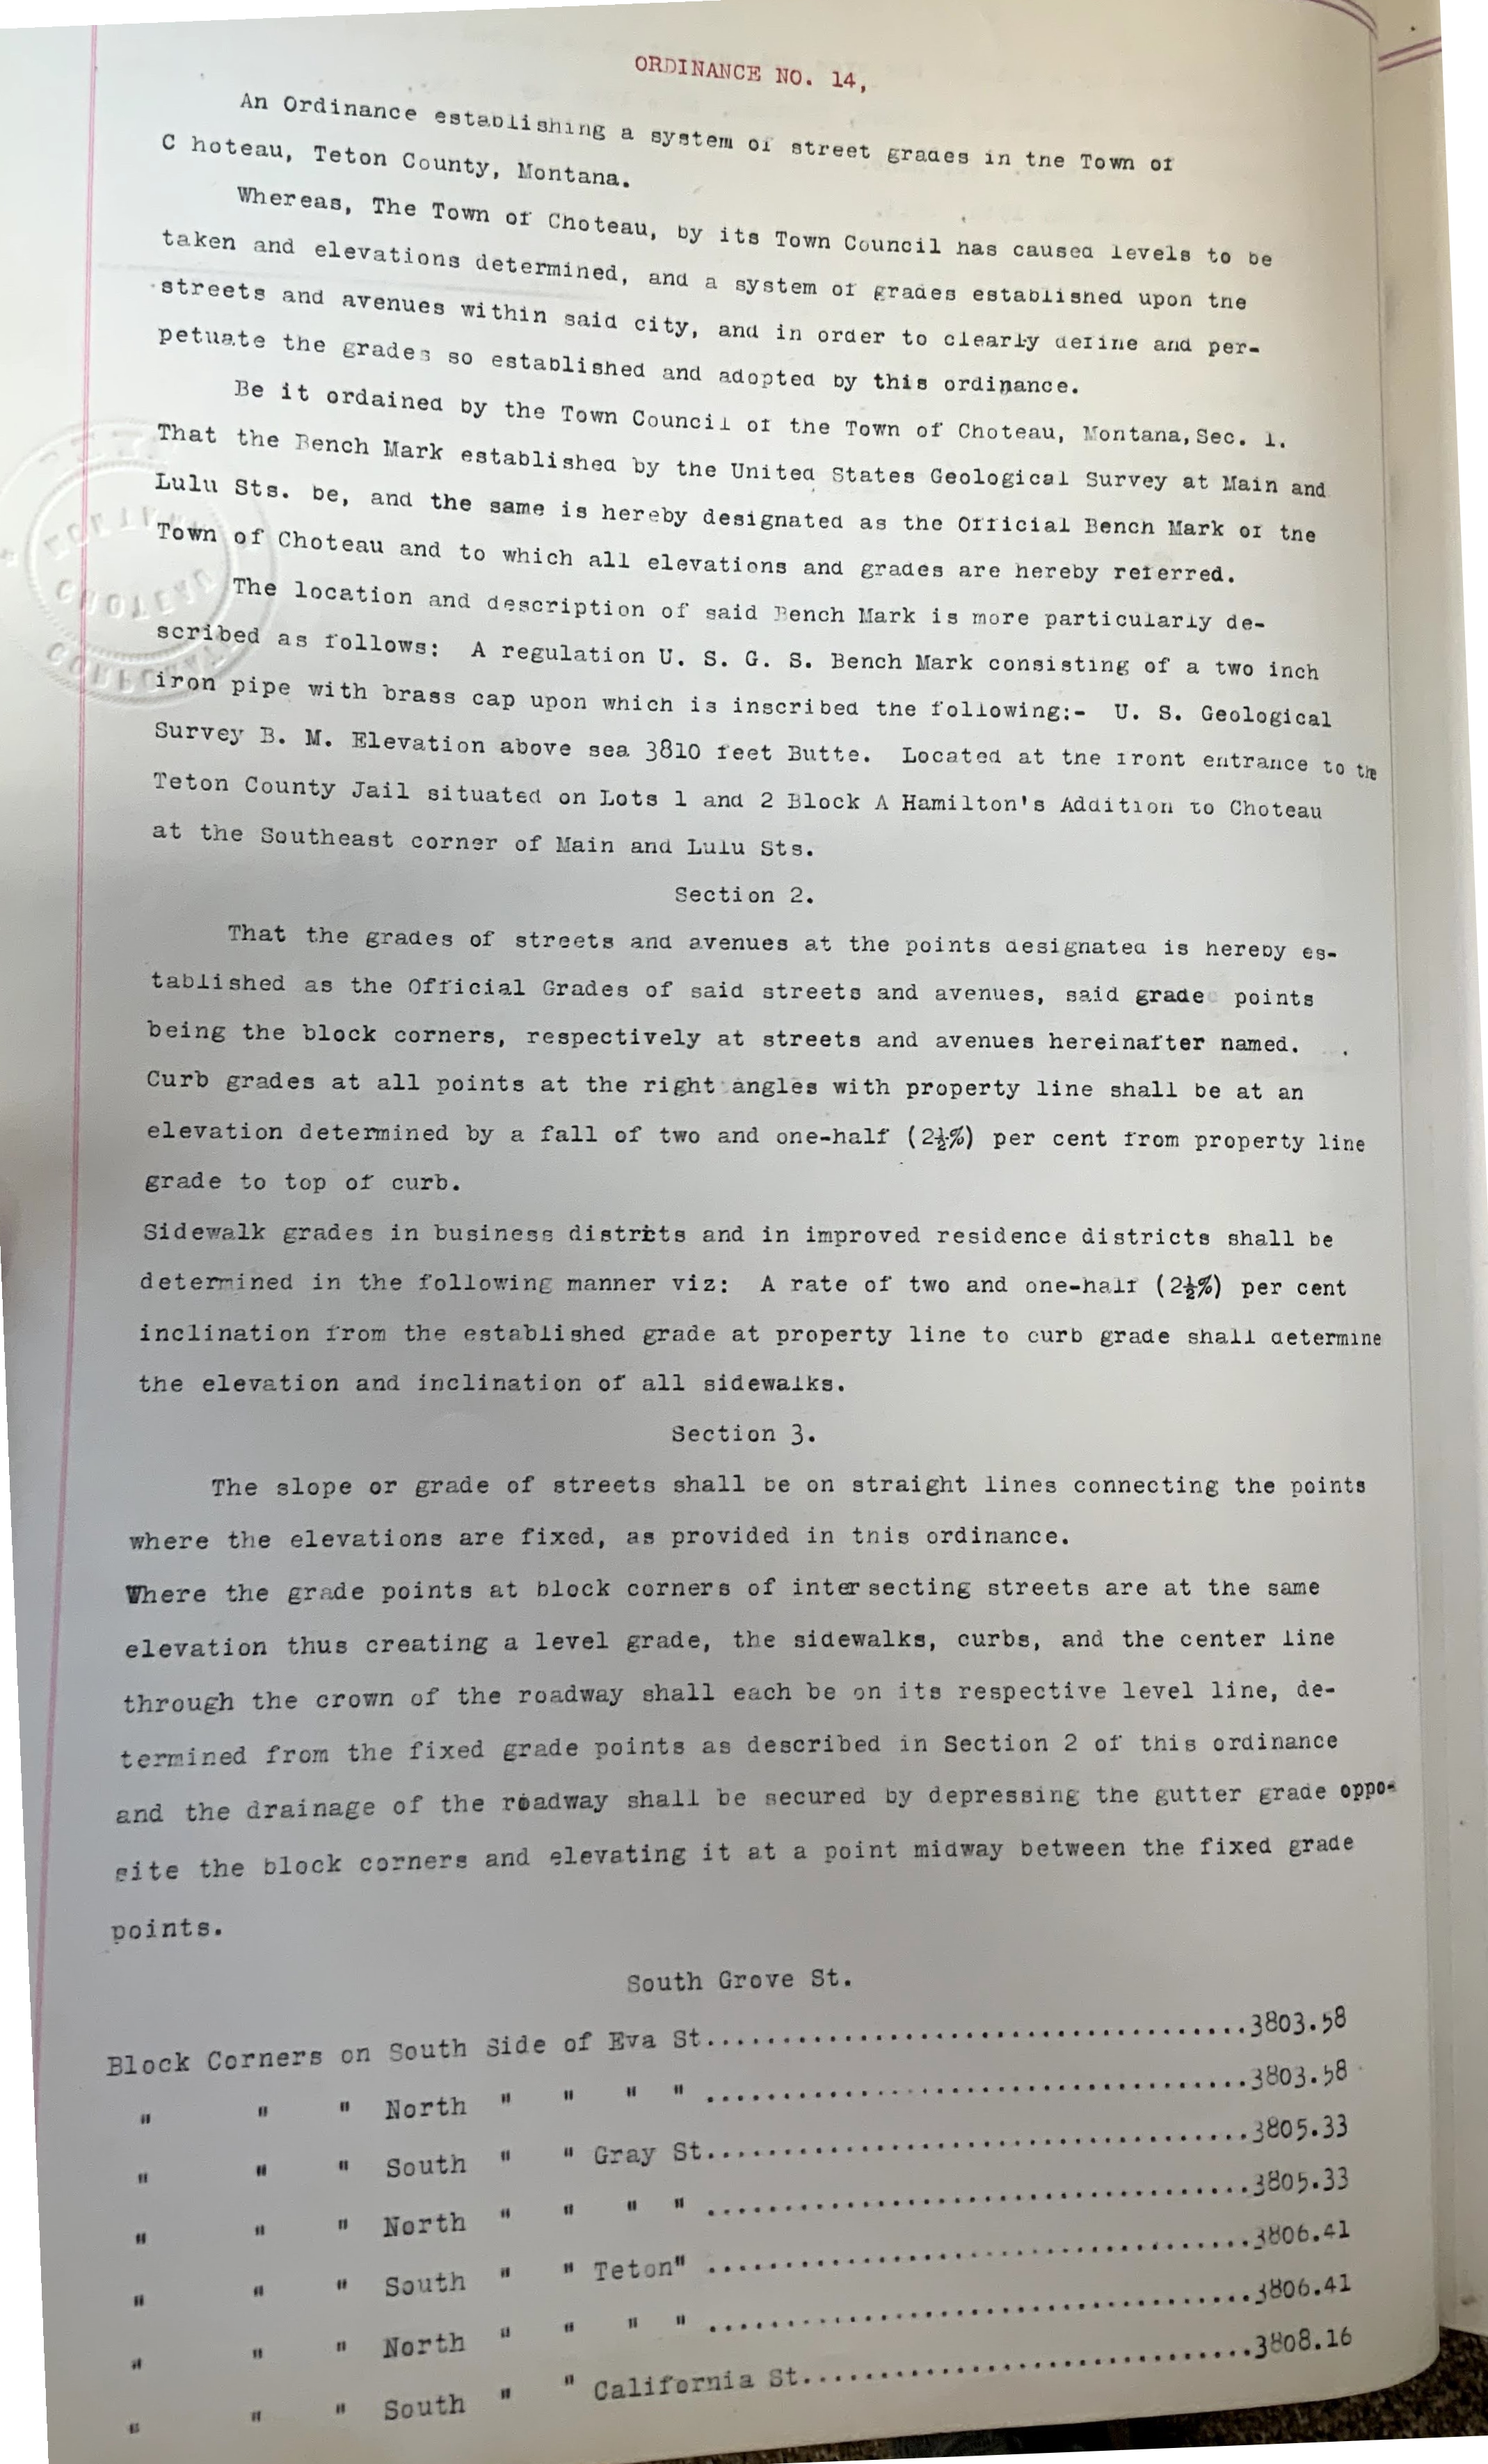 ORDINANCE NO. 14,
An Ordinance establishing a system of street grades in the Town of
C hoteau, Teton County, Montana.
Whereas, The Town of Choteau, by its Town Council has caused levels to be
taken and elevations determined, and a system of grades established upon the
streets and avenues within said city, and in order to clearly define and per-
petuate the grades so established and adopted by this ordinance.
Be it ordained by the Town Council of the Town of Choteau, Montana,Sec. 1.
That the Bench Mark established by the United States Geological Survey at Main and
Lulu Sts. be, and the same is hereby designated as the Official Bench Mark of the
Town of Choteau and to which all elevations and grades are hereby referred.
The location and description of said Bench Mark is more particularly de-
scribed as follows: A regulation U. S. G. S. Bench Mark consisting of a two inch
iron pipe with brass cap upon which is inscribed the following:- U. S. Geological
Survey B. M. Elevation above sea 3810 feet Butte. Located at the front entrance to the
Teton County Jail situated on Lots 1 and 2 Block A Hamilton's Addition to Choteau
at the Southeast corner of Main and Lulu Sts.
Section 2.
That the grades of streets and avenues at the points designated is hereby es-
tablished as the Official Grades of said streets and avenues, said grade points
being the block corners, respectively at streets and avenues hereinafter named.
Curb grades at all points at the right angles with property line shall be at an
elevation determined by a fall of two and one-half (2½%) per cent from property line
grade to top of curb.
Sidewalk grades in business distrcts and in improved residence districts shall be
determined in the following manner viz: A rate of two and one-half (2½%) per cent
inclination from the established grade at property line to curb grade shall determine
the elevation and inclination of all sidewalks.
Section 3.
The slope or grade of streets shall be on straight lines connecting the points
where the elevations are fixed, as provided in this ordinance.
Where the grade points at block corners of intersecting streets are at the same
elevation thus creating a level grade, the sidewalks, curbs, and the center line
through the crown of the roadway shall each be on its respective level line, de-
termined from the fixed grade points as described in Section 2 of this ordinance
and the drainage of the roadway shall be secured by depressing the gutter grade oppo-
site the block corners and elevating it at a point midway between the fixed grade
points.
South Grove St.
Block Corners on South Side of Eva St..................................3803.58
" " " North " " " " ..................................3803.58
" " " South " " Gray St..................................3805.33
" " " North " " " " ..................................3805.33
" " " South " " Teton" ..................................3806.41
" " " North " " " " ..................................3806.41
" " " South " " California St............................3808.16